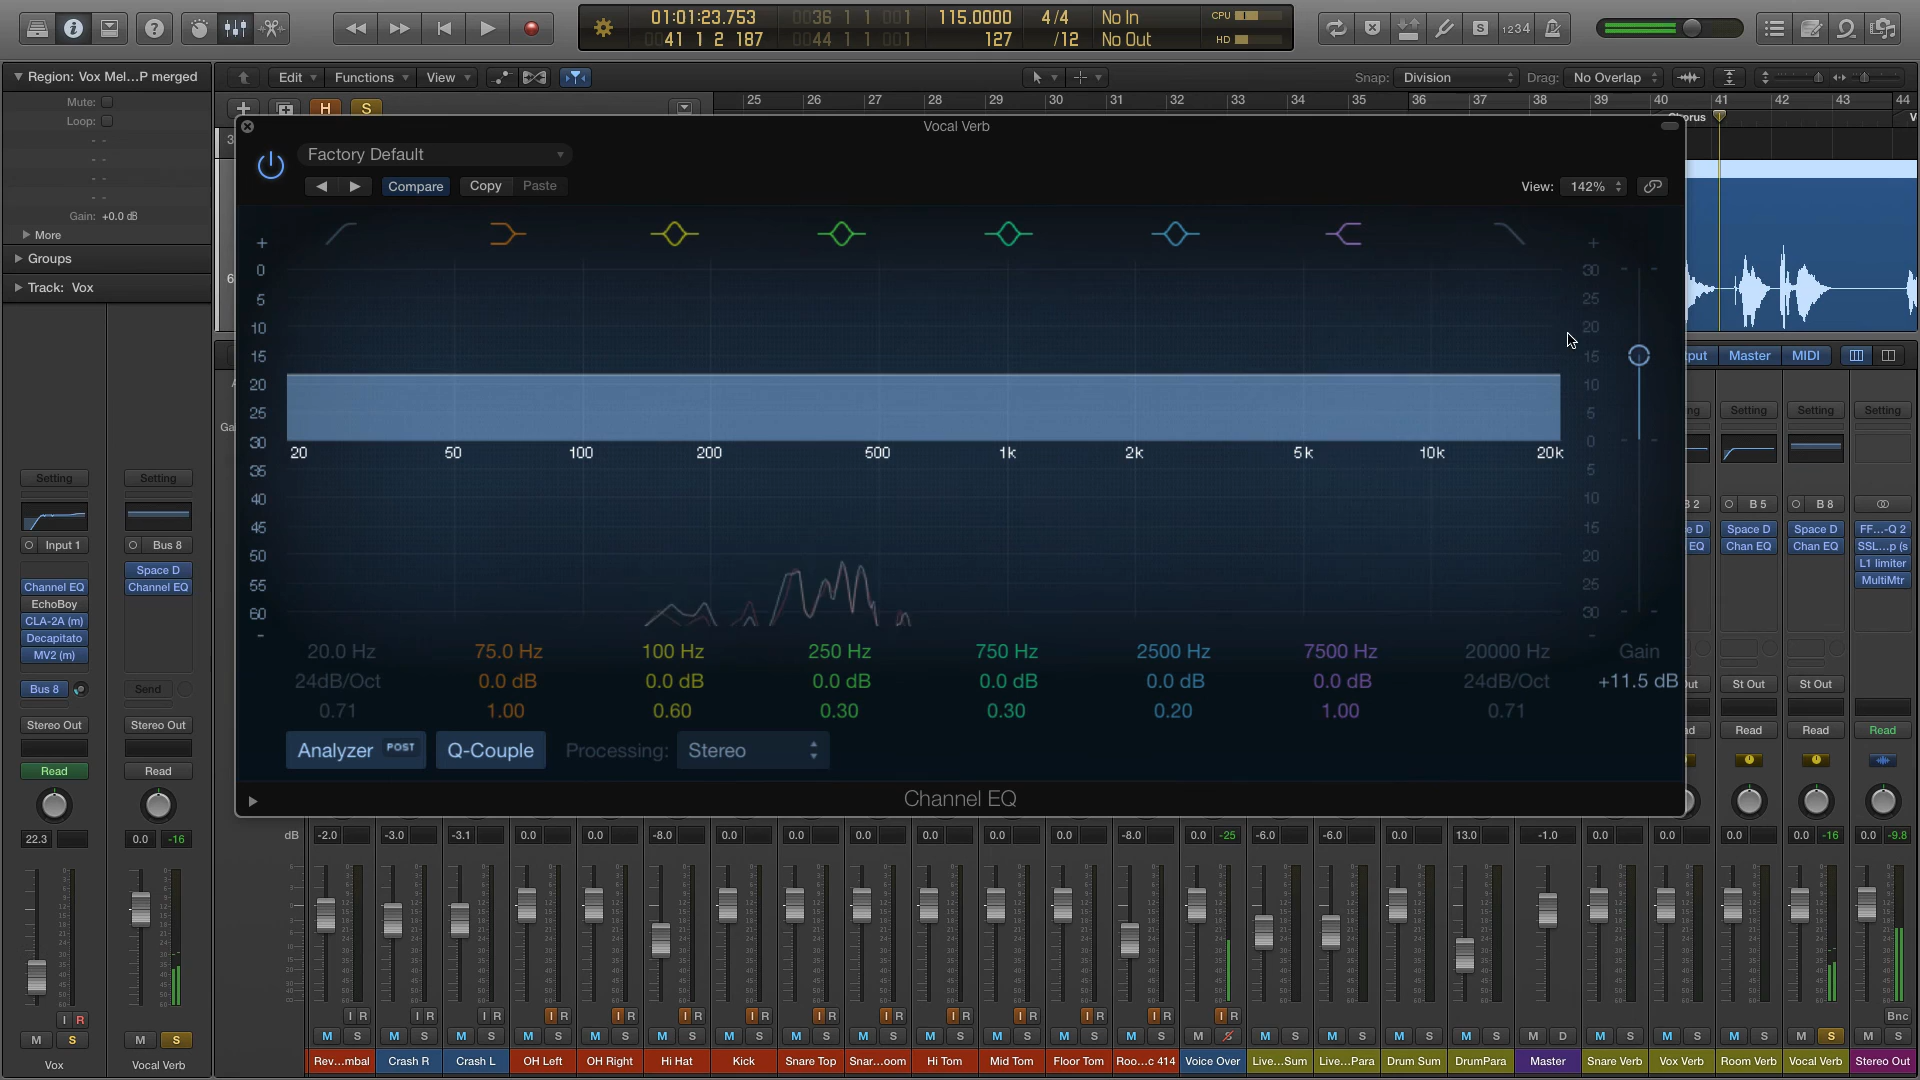 01:01:23.753 0036 1 1 001 115.0000 4/4 No In CPU
0041 1 2 187 0044 1 1 001 127 /12 No Out HD
1234
Region: Vox Mel...P merged
Edit Functions View
Snap: Division Drag: No Overlap
Mute:
Loop:
Gain: +0.0 dB
More
Groups
Track: Vox
H S
25 26 27 28 29 30 31 32 33 34 35 36 37 38 39 40 41 42 43 44
Vocal Verb
Factory Default
Compare Copy Paste
View: 142%
+
0
5
10
15
20
25
30
35
40
45
50
55
60
-
20 50 100 200 500 1k 2k 5k 10k 20k
+
30
25
20
15
10
5
0
5
10
15
20
25
30
-
20.0 Hz 75.0 Hz 100 Hz 250 Hz 750 Hz 2500 Hz 7500 Hz 20000 Hz Gain
24dB/Oct 0.0 dB 0.0 dB 0.0 dB 0.0 dB 0.0 dB 0.0 dB 24dB/Oct +11.5 dB
0.71 1.00 0.60 0.30 0.30 0.20 1.00 0.71
Analyzer POST Q-Couple Processing: Stereo
Channel EQ
Master MIDI
Setting Setting
Input 1 Bus 8
Space D
Channel EQ Channel EQ
EchoBoy
CLA-2A (m)
Decapitato
MV2 (m)
Bus 8 Send
Stereo Out Stereo Out
Read Read
22.3 0.0 -16
I R
M S M S
Vox Vocal Verb
Setting Setting Setting
B 5 B 8
Space D Space D FF...-Q 2
Chan EQ Chan EQ SSL...p (s
L1 limiter
MultiMtr
St Out St Out
Read Read Read
dB -2.0 -3.0 -3.1 0.0 0.0 -8.0 0.0 0.0 0.0 0.0 0.0 0.0 -8.0 0.0 -25 -6.0 -6.0 0.0 13.0 -1.0 0.0 0.0 0.0 0.0 -16 0.0 -9.8
I R I R I R I R I R I R I R I R I R I R I R I R I R I R Bnc
M S M S M S M S M S M S M S M S M S M S M S M S M S M S M S M S M S M S M D M S M S M S M S M S
Rev...mbal Crash R Crash L OH Left OH Right Hi Hat Kick Snare Top Snar...oom Hi Tom Mid Tom Floor Tom Roo...c 414 Voice Over Live...Sum Live...Para Drum Sum DrumPara Master Snare Verb Vox Verb Room Verb Vocal Verb Stereo Out